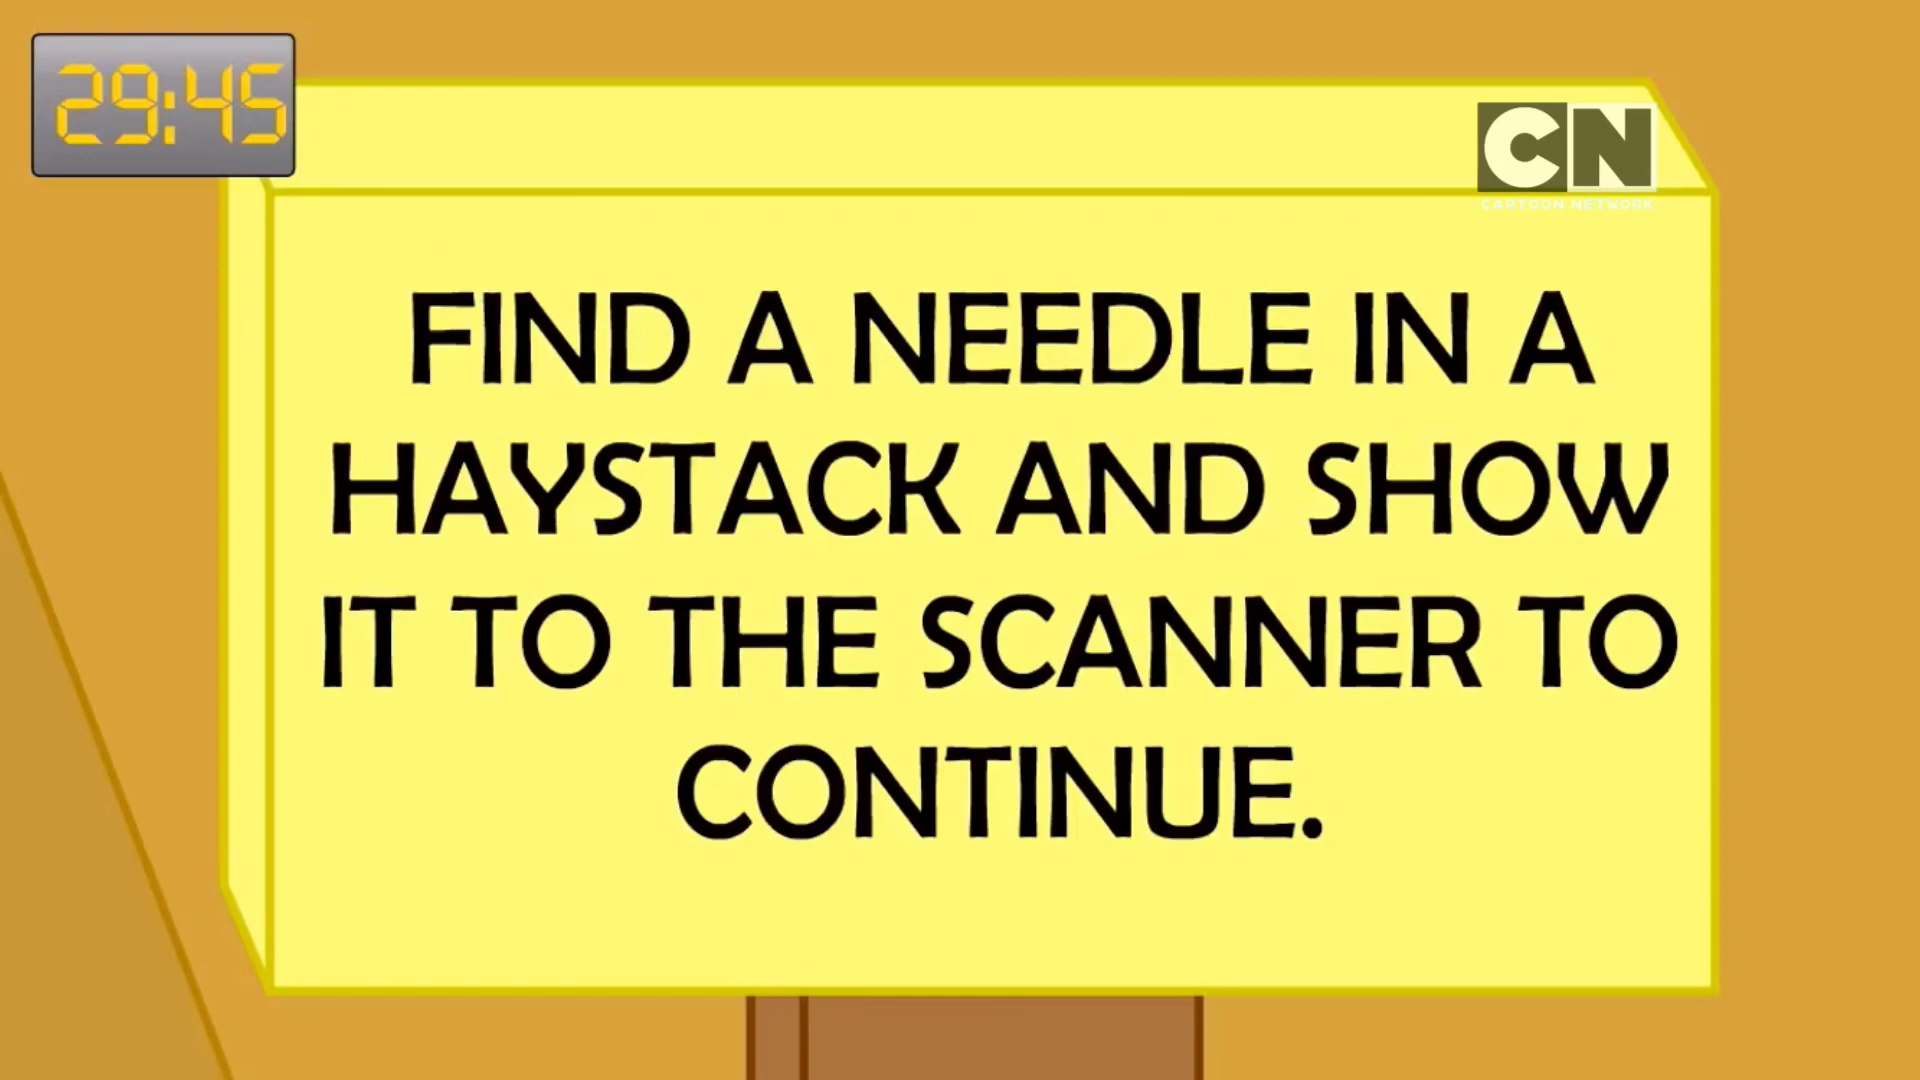 29:45
CN
CARTOON NETWORK
FIND A NEEDLE IN A
HAYSTACK AND SHOW
IT TO THE SCANNER TO
CONTINUE.